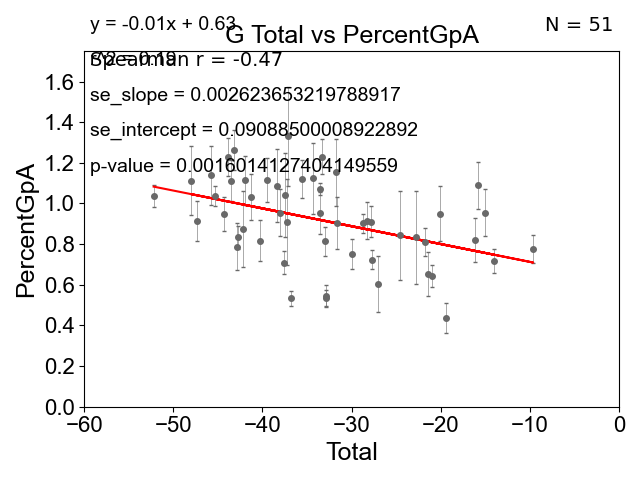 y = -0.01x + 0.63
G Total vs PercentGpA
N = 51
Spearman r = -0.47
se_slope = 0.002623653219788917
se_intercept = 0.09088500008922892
p-value = 0.0016014127404149559
PercentGpA
1.6
1.4
1.2
1.0
0.8
0.6
0.4
0.2
0.0
−60 −50 −40 −30 −20 −10 0
Total